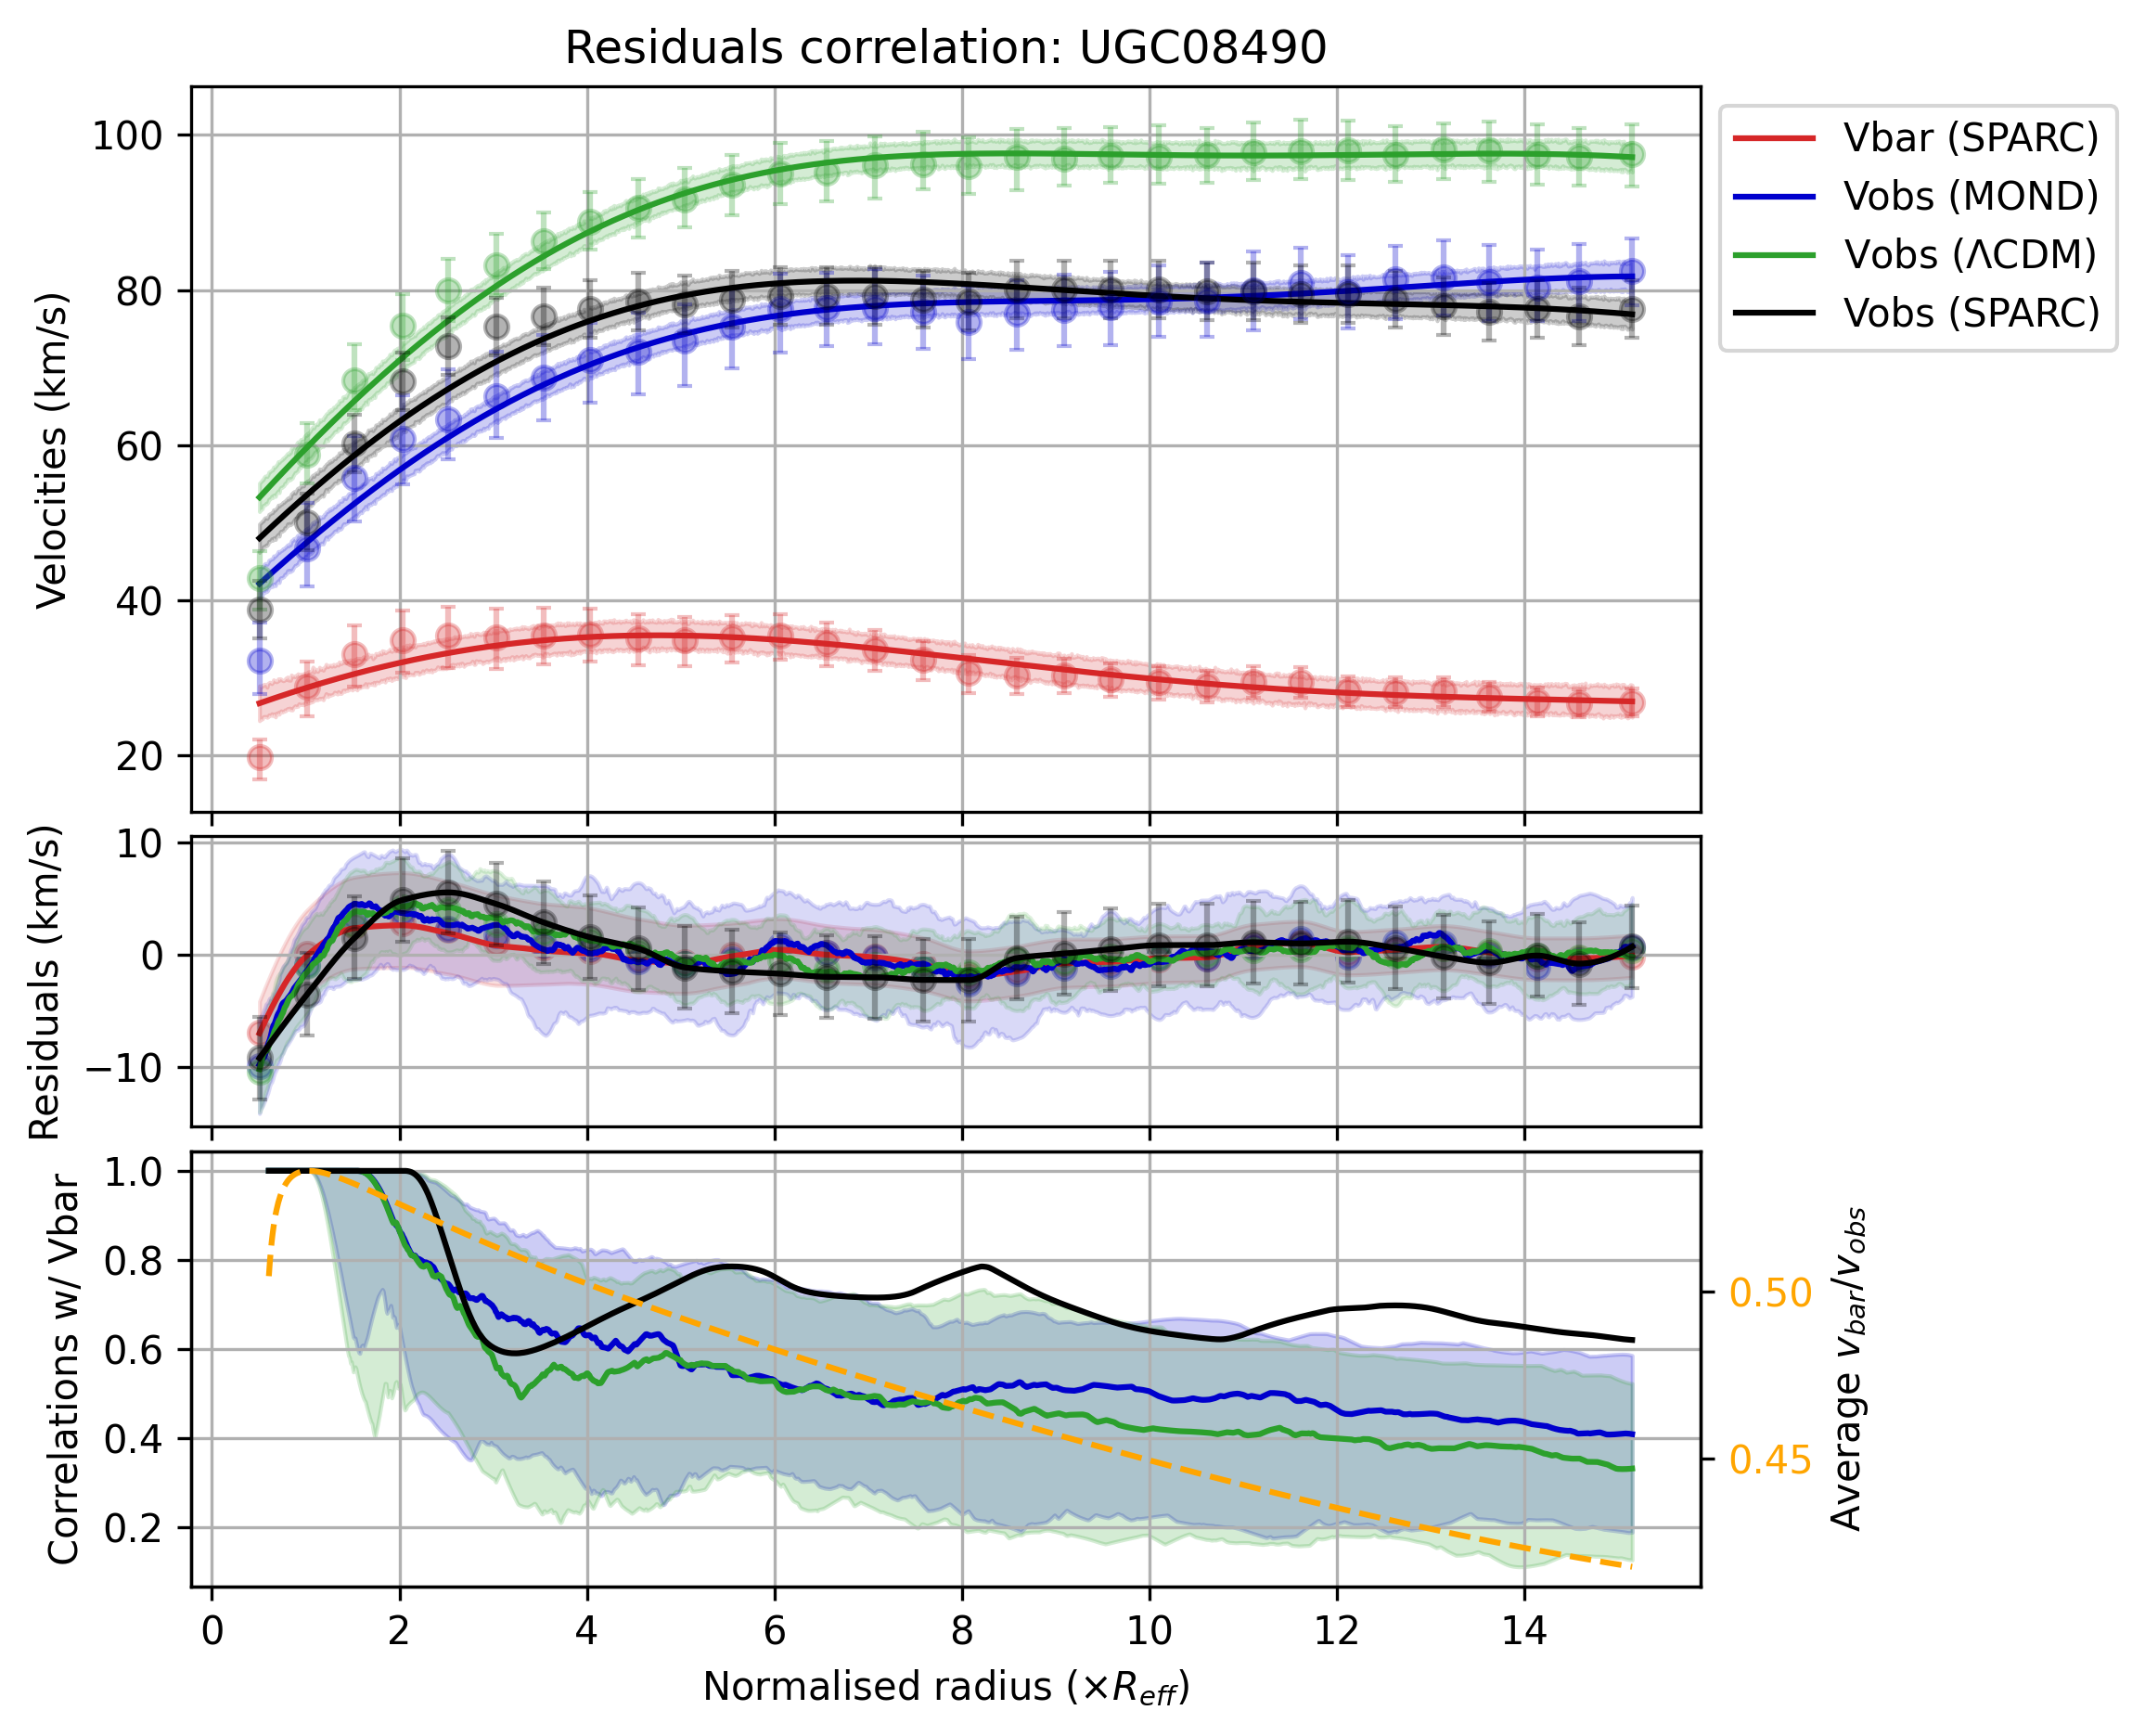 Residuals correlation: UGC08490
100
80
60
40
20
Velocities (km/s)
Vbar (SPARC)
Vobs (MOND)
Vobs (ΛCDM)
Vobs (SPARC)
10
0
−10
Residuals (km/s)
1.0
0.8
0.6
0.4
0.2
Correlations w/ Vbar
0.50
0.45
Average v_bar/v_obs
0 2 4 6 8 10 12 14
Normalised radius (×R_eff)